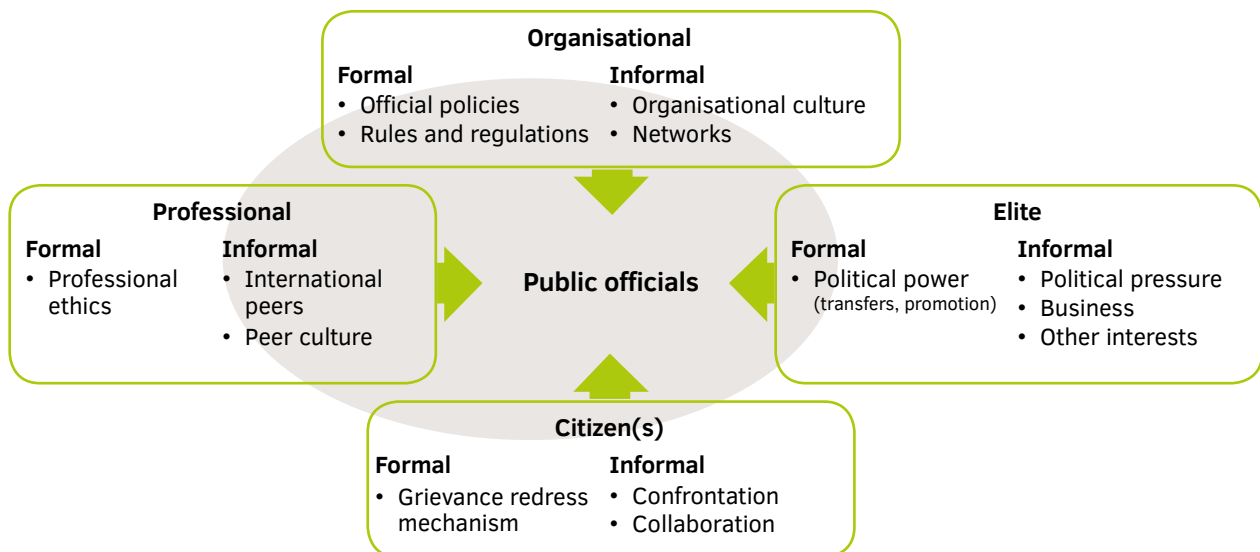 Organisational
Formal
• Official policies
• Rules and regulations
Informal
• Organisational culture
• Networks
Professional
Formal
• Professional
ethics
Informal
• International
peers
• Peer culture
Public officials
Elite
Formal
• Political power
(transfers, promotion)
Informal
• Political pressure
• Business
• Other interests
Citizen(s)
Formal
• Grievance redress
mechanism
Informal
• Confrontation
• Collaboration